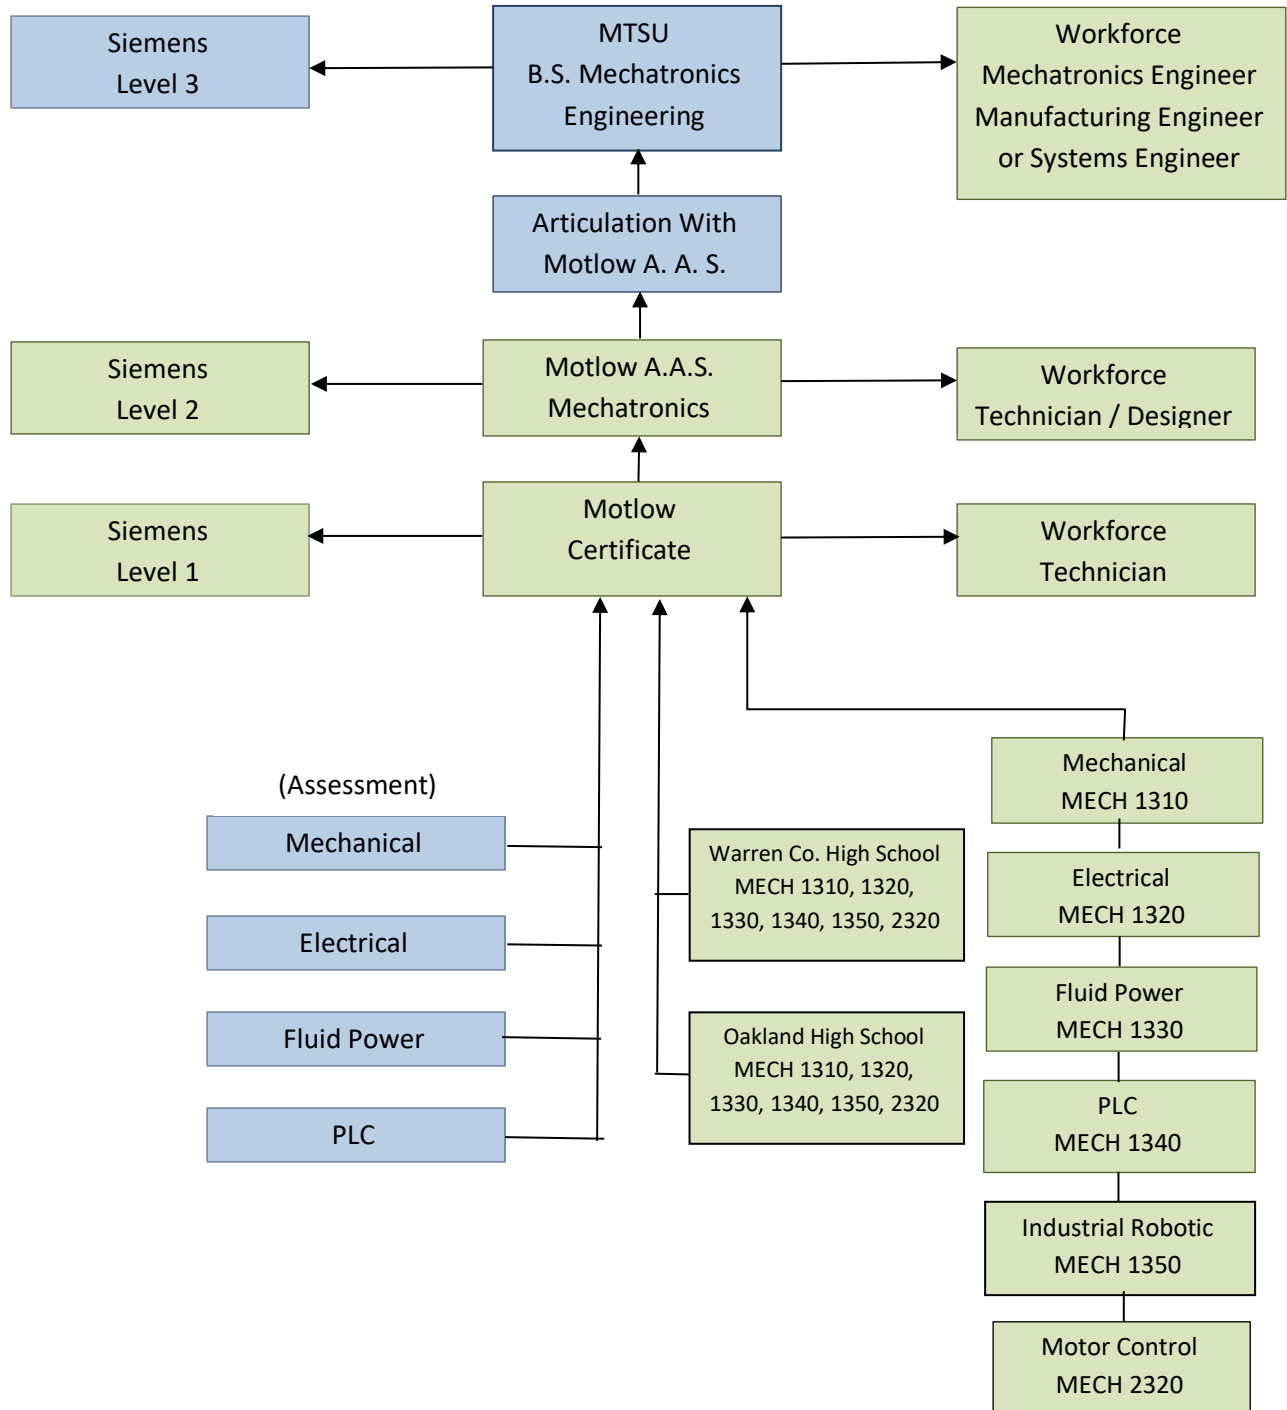 Siemens
Level 3
MTSU
B.S. Mechatronics
Engineering
Workforce
Mechatronics Engineer
Manufacturing Engineer
or Systems Engineer
Articulation With
Motlow A. A. S.
Siemens
Level 2
Motlow A.A.S.
Mechatronics
Workforce
Technician / Designer
Siemens
Level 1
Motlow
Certificate
Workforce
Technician
(Assessment)
Mechanical
Electrical
Fluid Power
PLC
Warren Co. High School
MECH 1310, 1320,
1330, 1340, 1350, 2320
Oakland High School
MECH 1310, 1320,
1330, 1340, 1350, 2320
Mechanical
MECH 1310
Electrical
MECH 1320
Fluid Power
MECH 1330
PLC
MECH 1340
Industrial Robotic
MECH 1350
Motor Control
MECH 2320